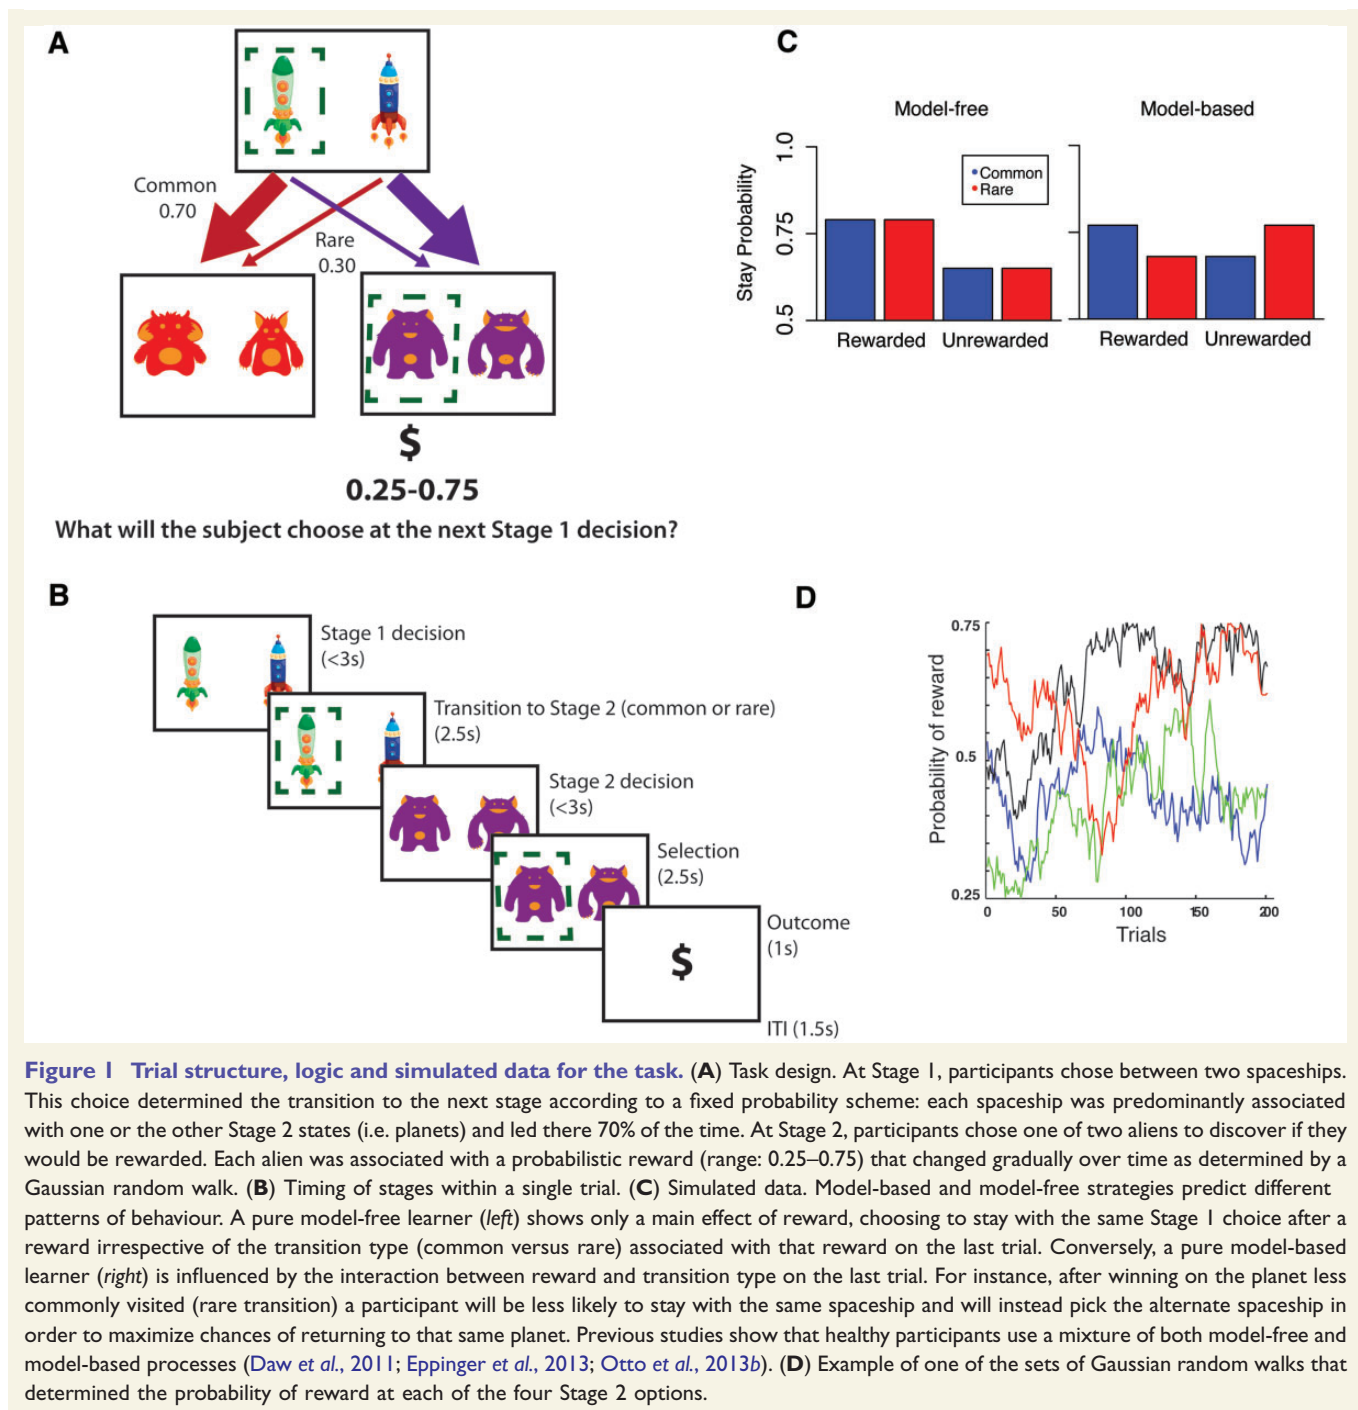 A
Common
0.70
Rare
0.30
$
0.25-0.75
What will the subject choose at the next Stage 1 decision?
C
Model-free
Model-based
Stay Probability
1.0
0.75
0.5
Common
Rare
Rewarded Unrewarded
Rewarded Unrewarded
B
Stage 1 decision
(<3s)
Transition to Stage 2 (common or rare)
(2.5s)
Stage 2 decision
(<3s)
Selection
(2.5s)
$
Outcome
(1s)
ITI (1.5s)
D
Probability of reward
0.75
0.5
0.25
0 50 100 150 200
Trials
Figure 1 Trial structure, logic and simulated data for the task. (A) Task design. At Stage 1, participants chose between two spaceships.
This choice determined the transition to the next stage according to a fixed probability scheme: each spaceship was predominantly associated
with one or the other Stage 2 states (i.e. planets) and led there 70% of the time. At Stage 2, participants chose one of two aliens to discover if they
would be rewarded. Each alien was associated with a probabilistic reward (range: 0.25–0.75) that changed gradually over time as determined by a
Gaussian random walk. (B) Timing of stages within a single trial. (C) Simulated data. Model-based and model-free strategies predict different
patterns of behaviour. A pure model-free learner (left) shows only a main effect of reward, choosing to stay with the same Stage 1 choice after a
reward irrespective of the transition type (common versus rare) associated with that reward on the last trial. Conversely, a pure model-based
learner (right) is influenced by the interaction between reward and transition type on the last trial. For instance, after winning on the planet less
commonly visited (rare transition) a participant will be less likely to stay with the same spaceship and will instead pick the alternate spaceship in
order to maximize chances of returning to that same planet. Previous studies show that healthy participants use a mixture of both model-free and
model-based processes (Daw et al., 2011; Eppinger et al., 2013; Otto et al., 2013b). (D) Example of one of the sets of Gaussian random walks that
determined the probability of reward at each of the four Stage 2 options.